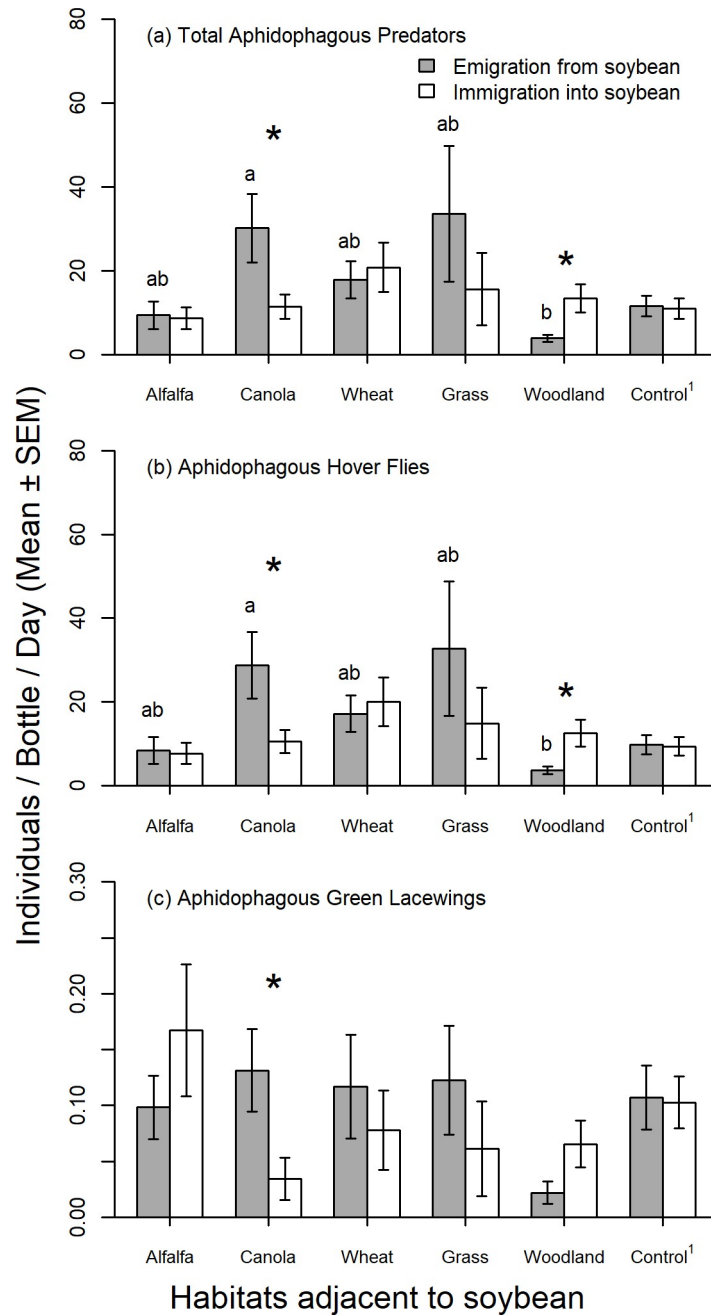 Individuals / Bottle / Day (Mean ± SEM)
(a) Total Aphidophagous Predators
Emigration from soybean
Immigration into soybean
80
60
40
20
0
ab
a
*
ab
ab
b
*
Alfalfa Canola Wheat Grass Woodland Control¹
(b) Aphidophagous Hover Flies
80
60
40
20
0
ab
a
*
ab
ab
b
*
Alfalfa Canola Wheat Grass Woodland Control¹
(c) Aphidophagous Green Lacewings
0.30
0.20
0.10
0.00
*
Alfalfa Canola Wheat Grass Woodland Control¹
Habitats adjacent to soybean